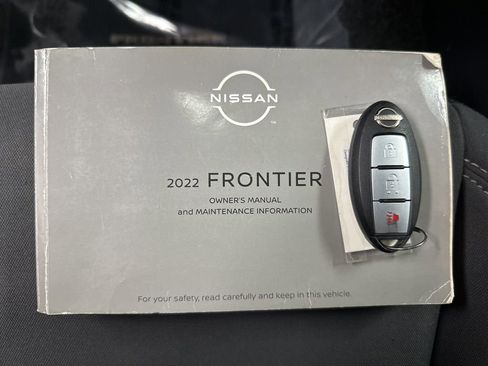 NISSAN
2022 FRONTIER
OWNER'S MANUAL
and MAINTENANCE INFORMATION
For your safety, read carefully and keep in this vehicle.